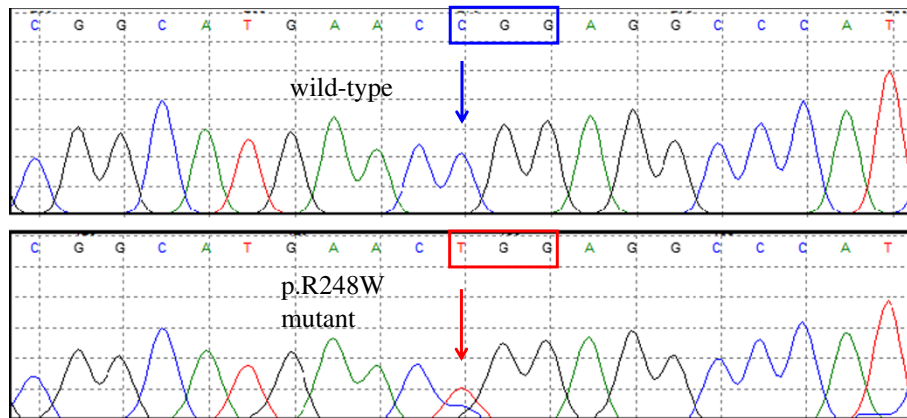 C G G C A T G A A C C G G A G G C C C A T
wild-type
C G G C A T G A A C T G G A G G C C C A T
p.R248W
mutant